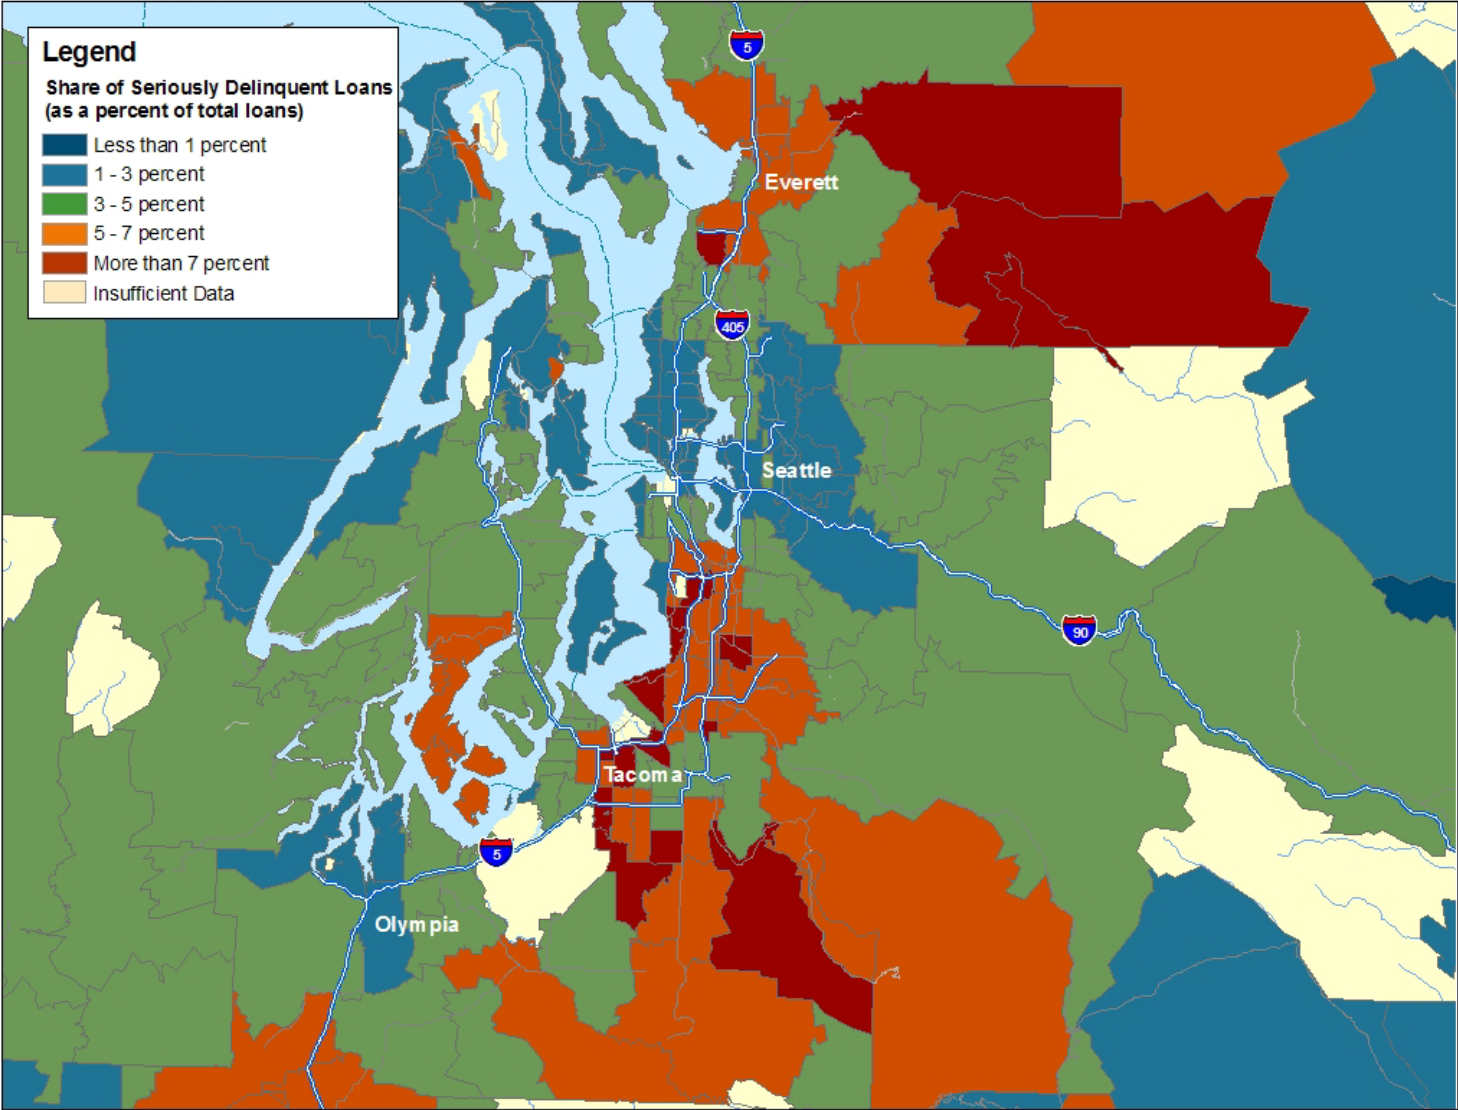 Legend
Share of Seriously Delinquent Loans
(as a percent of total loans)
Less than 1 percent
1 - 3 percent
3 - 5 percent
5 - 7 percent
More than 7 percent
Insufficient Data
5
Everett
405
Seattle
90
Tacoma
5
Olympia